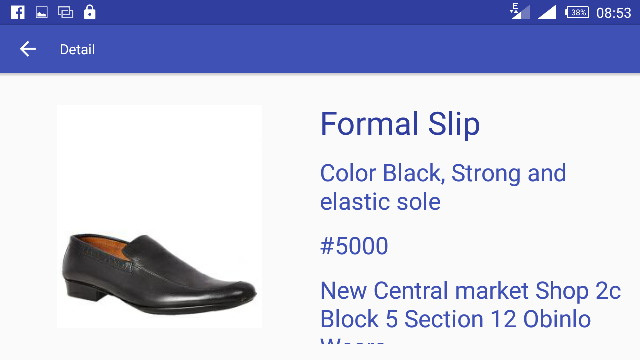 38% 08:53
Detail
Formal Slip
Color Black, Strong and
elastic sole
#5000
New Central market Shop 2c
Block 5 Section 12 Obinlo